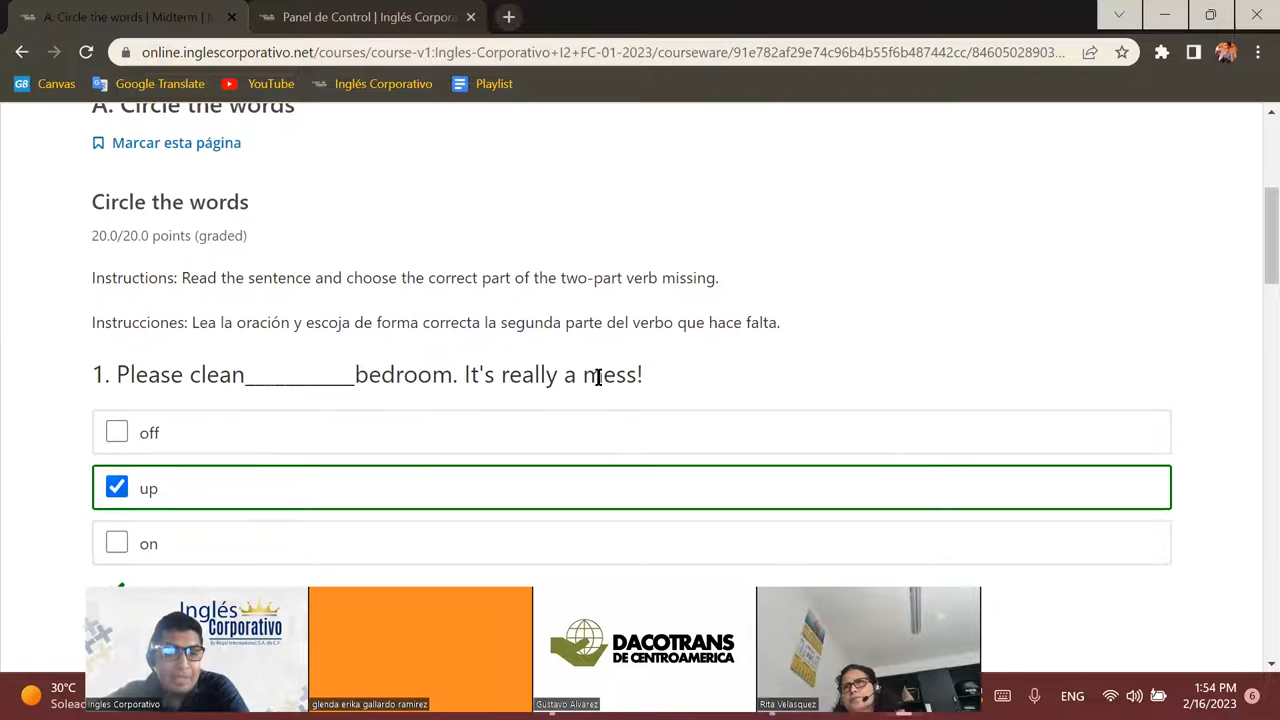 A. Circle the words | Midterm |
Panel de Control | Inglés Corpora
online.inglescorporativo.net/courses/course-v1:Ingles-Corporativo+I2+FC-01-2023/courseware/91e782af29e74c96b4b55f6b487442cc/84605028903...
GB Canvas
Google Translate
YouTube
Inglés Corporativo
Playlist
A. Circle the words
Marcar esta página
Circle the words
20.0/20.0 points (graded)
Instructions: Read the sentence and choose the correct part of the two-part verb missing.
Instrucciones: Lea la oración y escoja de forma correcta la segunda parte del verbo que hace falta.
1. Please clean__________bedroom. It's really a mess!
off
up
on
Inglés
Corporativo
Ingles Corporativo
glenda erika gallardo ramirez
DACOTRANS
DE CENTROAMERICA
Gustavo Alvarez
Rita Velasquez
30°C
Solead
ENG
1:54 PM
2/16/2023
6